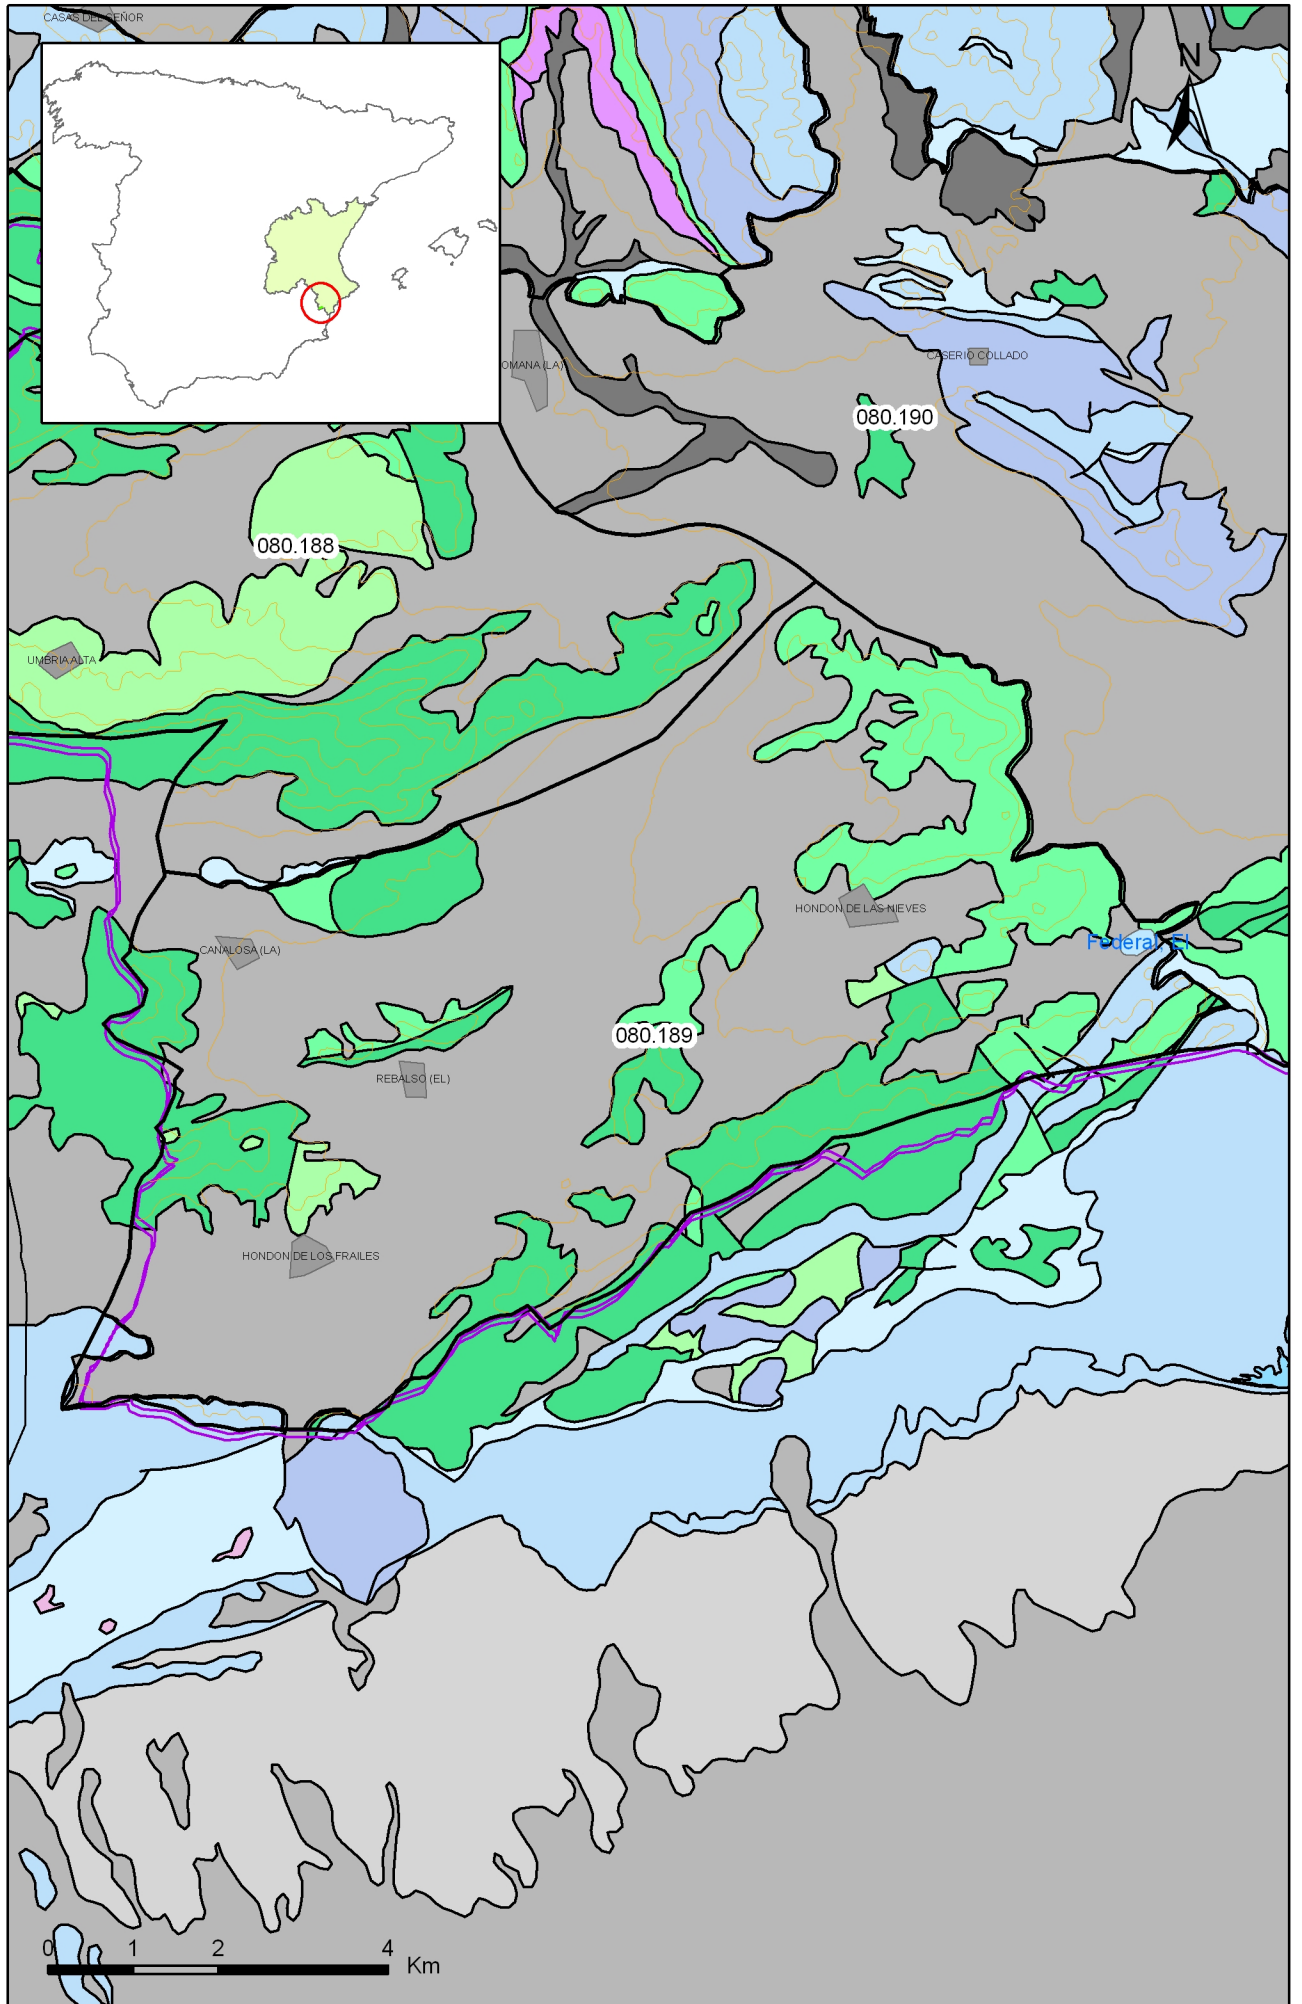 CASAS DEL SEÑOR
N
CASERIO COLLADO
OMANA (LA)
080.190
080.188
UMBRIA ALTA
HONDON DE LAS NIEVES
Federal, El
CANALOSA (LA)
080.189
REBALSO (EL)
HONDON DE LOS FRAILES
0 1 2 4
Km